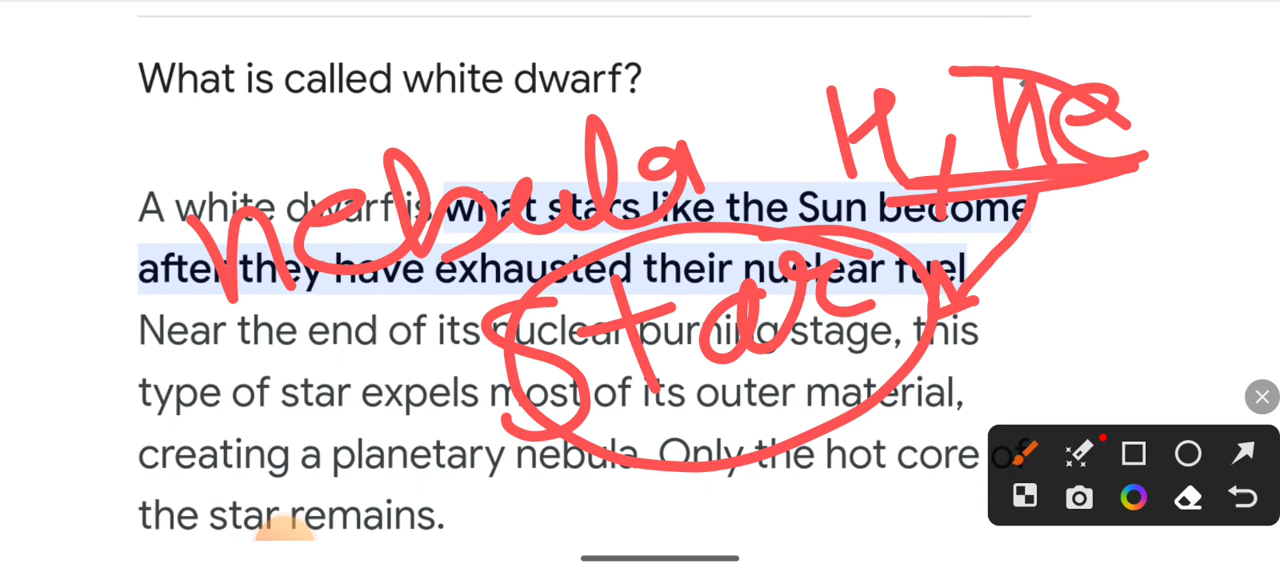 What is called white dwarf?
H, He
nebula
A white dwarf is what stars like the Sun become
after they have exhausted their nuclear fuel
Star
Near the end of its nuclear burning stage, this
type of star expels most of its outer material,
creating a planetary nebula. Only the hot core of
the star remains.